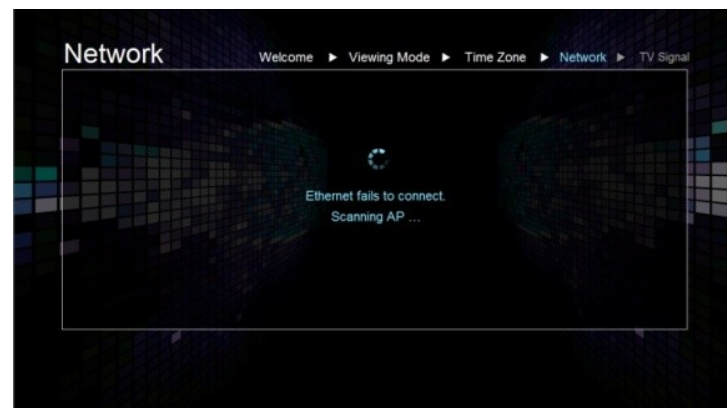 Network
Welcome ▶ Viewing Mode ▶ Time Zone ▶ Network ▶ TV Signal
Ethernet fails to connect.
Scanning AP ...